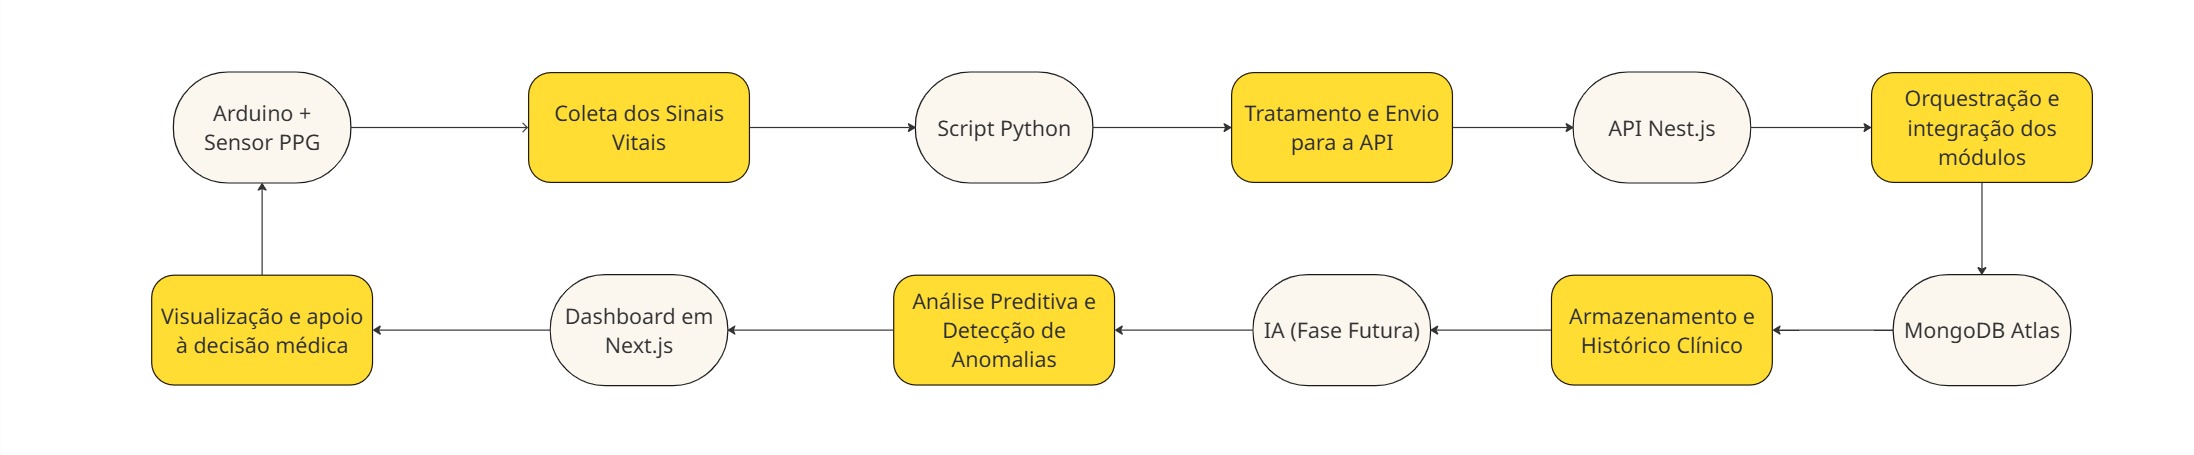 Arduino +
Sensor PPG
Coleta dos Sinais
Vitais
Script Python
Tratamento e Envio
para a API
API Nest.js
Orquestração e
integração dos
módulos
MongoDB Atlas
Armazenamento e
Histórico Clínico
IA (Fase Futura)
Análise Preditiva e
Detecção de
Anomalias
Dashboard em
Next.js
Visualização e apoio
à decisão médica